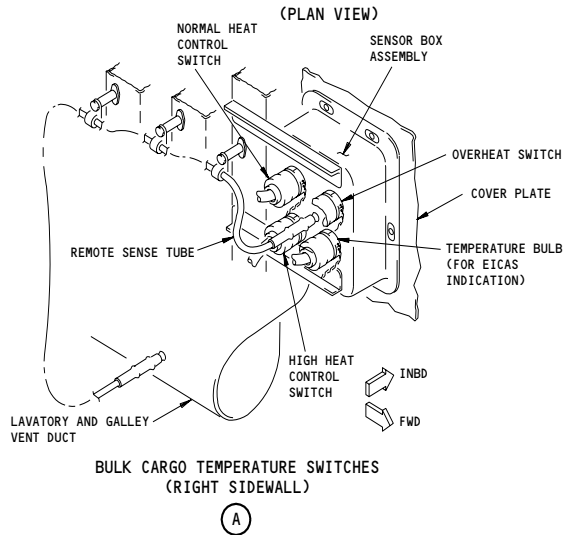 (PLAN VIEW)
NORMAL HEAT
CONTROL
SWITCH
SENSOR BOX
ASSEMBLY
OVERHEAT SWITCH
COVER PLATE
REMOTE SENSE TUBE
TEMPERATURE BULB
(FOR EICAS
INDICATION)
HIGH HEAT
CONTROL
SWITCH
INBD
FWD
LAVATORY AND GALLEY
VENT DUCT
BULK CARGO TEMPERATURE SWITCHES
(RIGHT SIDEWALL)
A